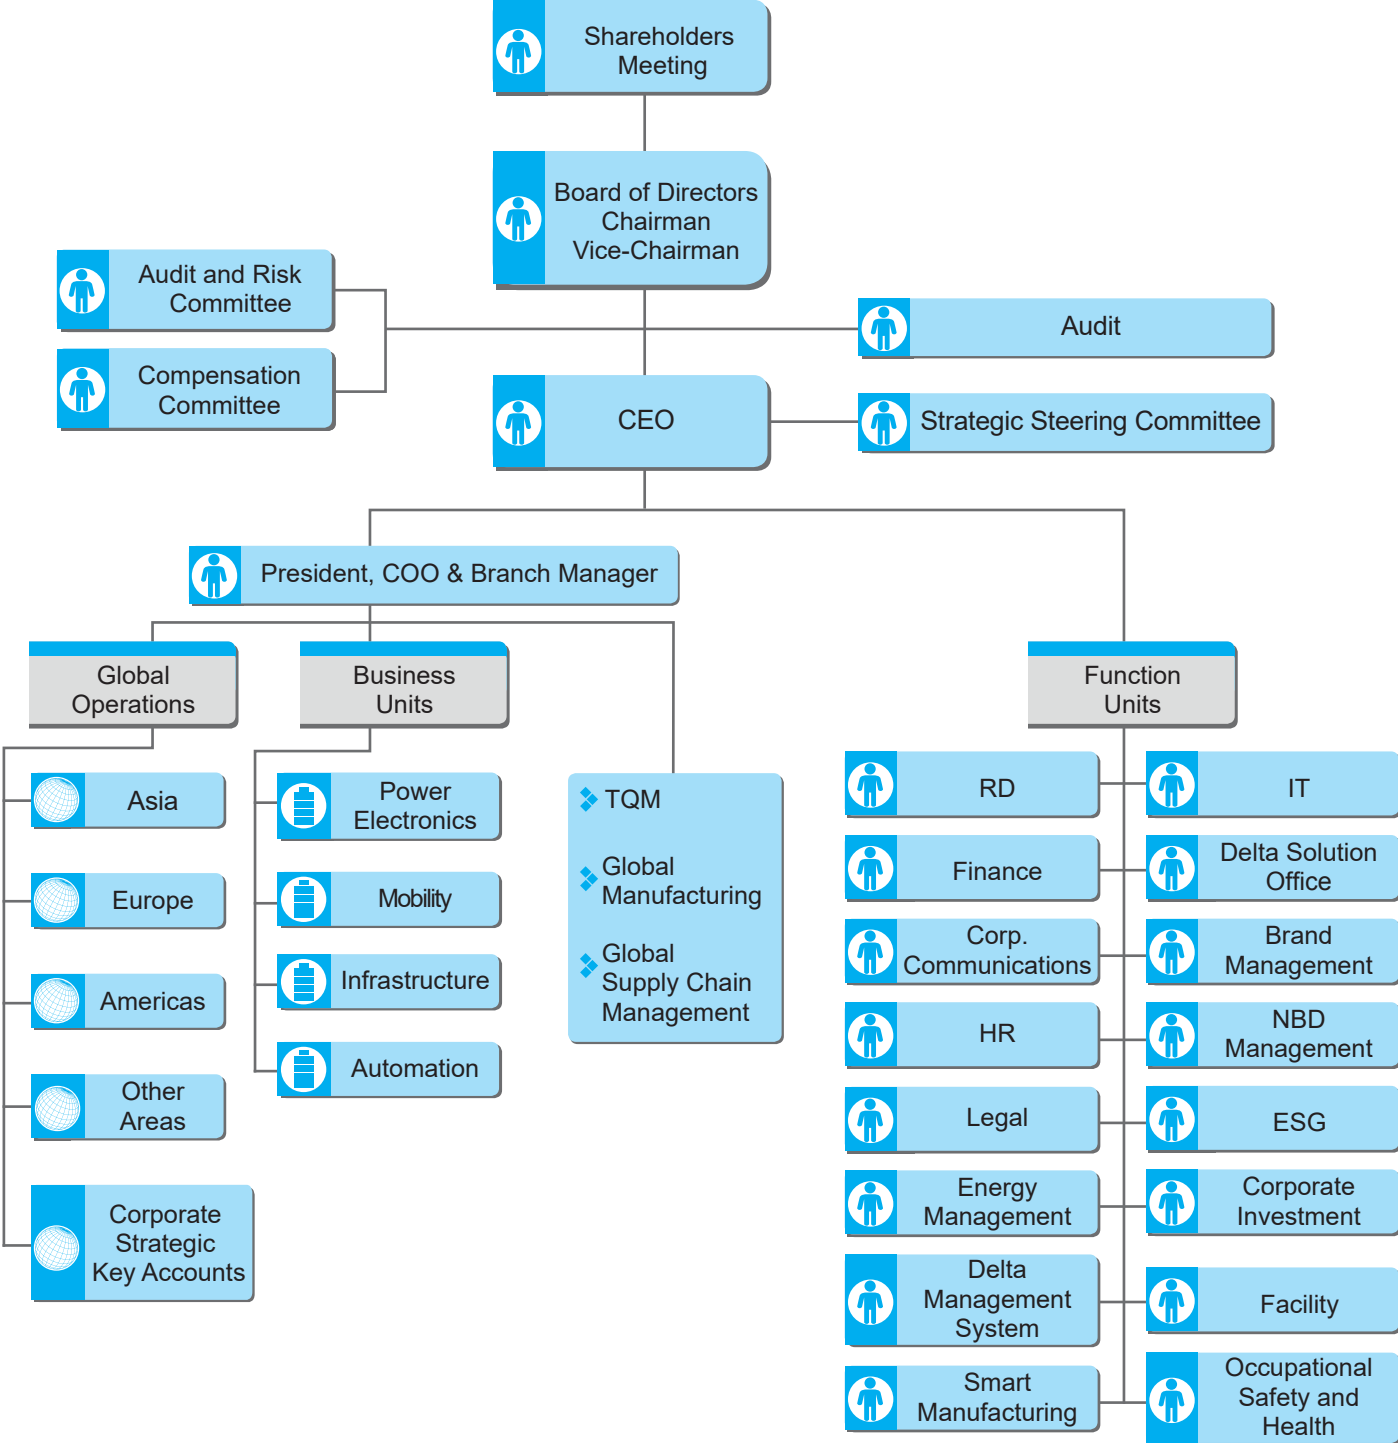 Shareholders
Meeting
Board of Directors
Chairman
Vice-Chairman
Audit and Risk
Committee
Compensation
Committee
Audit
CEO
Strategic Steering Committee
President, COO & Branch Manager
Global
Operations
Business
Units
Function
Units
Asia
Europe
Americas
Other
Areas
Corporate
Strategic
Key Accounts
Power
Electronics
Mobility
Infrastructure
Automation
TQM
Global
Manufacturing
Global
Supply Chain
Management
RD
IT
Finance
Delta Solution
Office
Corp.
Communications
Brand
Management
HR
NBD
Management
Legal
ESG
Energy
Management
Corporate
Investment
Delta
Management
System
Facility
Smart
Manufacturing
Occupational
Safety and
Health